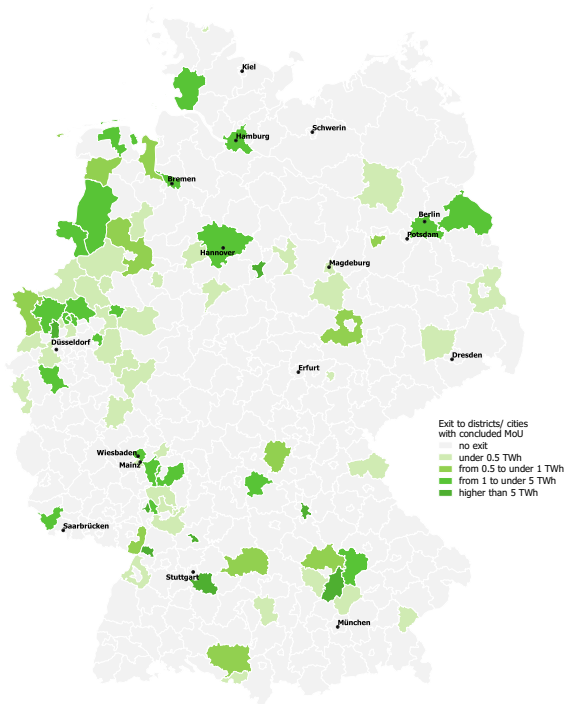 Kiel
Schwerin
Hamburg
Bremen
Berlin
Potsdam
Hannover
Magdeburg
Düsseldorf
Dresden
Erfurt
Exit to districts/ cities
with concluded MoU
no exit
under 0.5 TWh
from 0.5 to under 1 TWh
from 1 to under 5 TWh
higher than 5 TWh
Wiesbaden
Mainz
Saarbrücken
Stuttgart
München